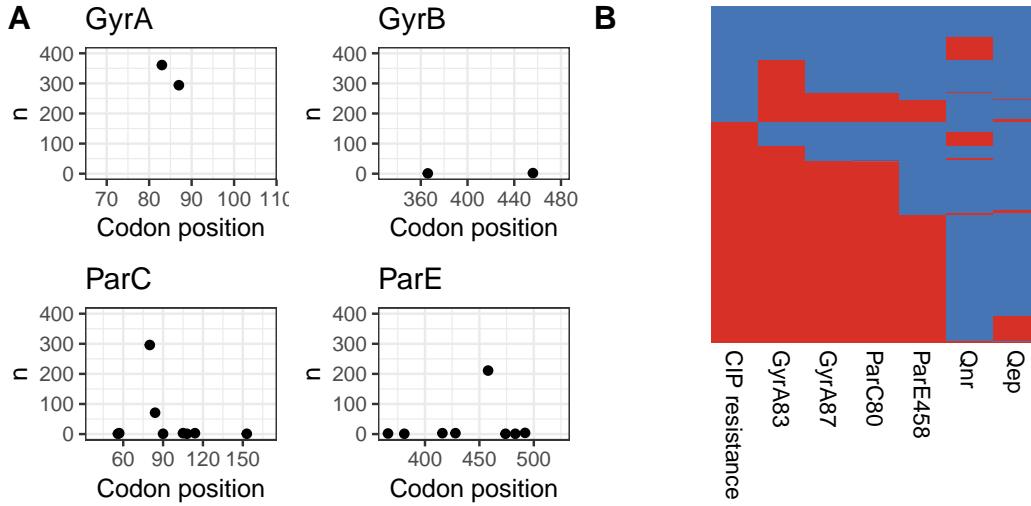 A
GyrA
n
400
300
200
100
0
70 80 90 100 11(
Codon position
GyrB
n
400
300
200
100
0
360 400 440 480
Codon position
ParC
n
400
300
200
100
0
60 90 120 150
Codon position
ParE
n
400
300
200
100
0
400 450 500
Codon position
B
CIP resistance
GyrA83
GyrA87
ParC80
ParE458
Qnr
Qep